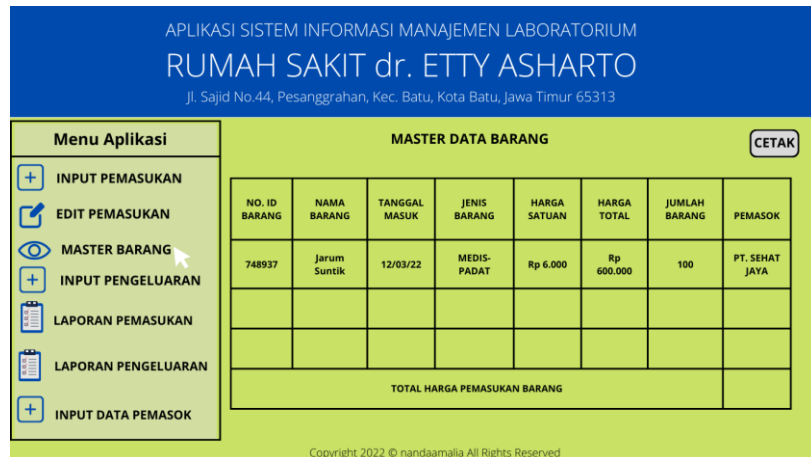 APLIKASI SISTEM INFORMASI MANAJEMEN LABORATORIUM
RUMAH SAKIT dr. ETTY ASHARTO
Jl. Sajid No.44, Pesanggrahan, Kec. Batu, Kota Batu, Jawa Timur 65313
Menu Aplikasi
INPUT PEMASUKAN
EDIT PEMASUKAN
MASTER BARANG
INPUT PENGELUARAN
LAPORAN PEMASUKAN
LAPORAN PENGELUARAN
INPUT DATA PEMASOK
MASTER DATA BARANG
CETAK
NO. ID BARANG NAMA BARANG TANGGAL MASUK JENIS BARANG HARGA SATUAN HARGA TOTAL JUMLAH BARANG PEMASOK
748937 Jarum Suntik 12/03/22 MEDIS-PADAT Rp 6.000 Rp 600.000 100 PT. SEHAT JAYA
TOTAL HARGA PEMASUKAN BARANG
Copyright 2022 © nandaamalia All Rights Reserved